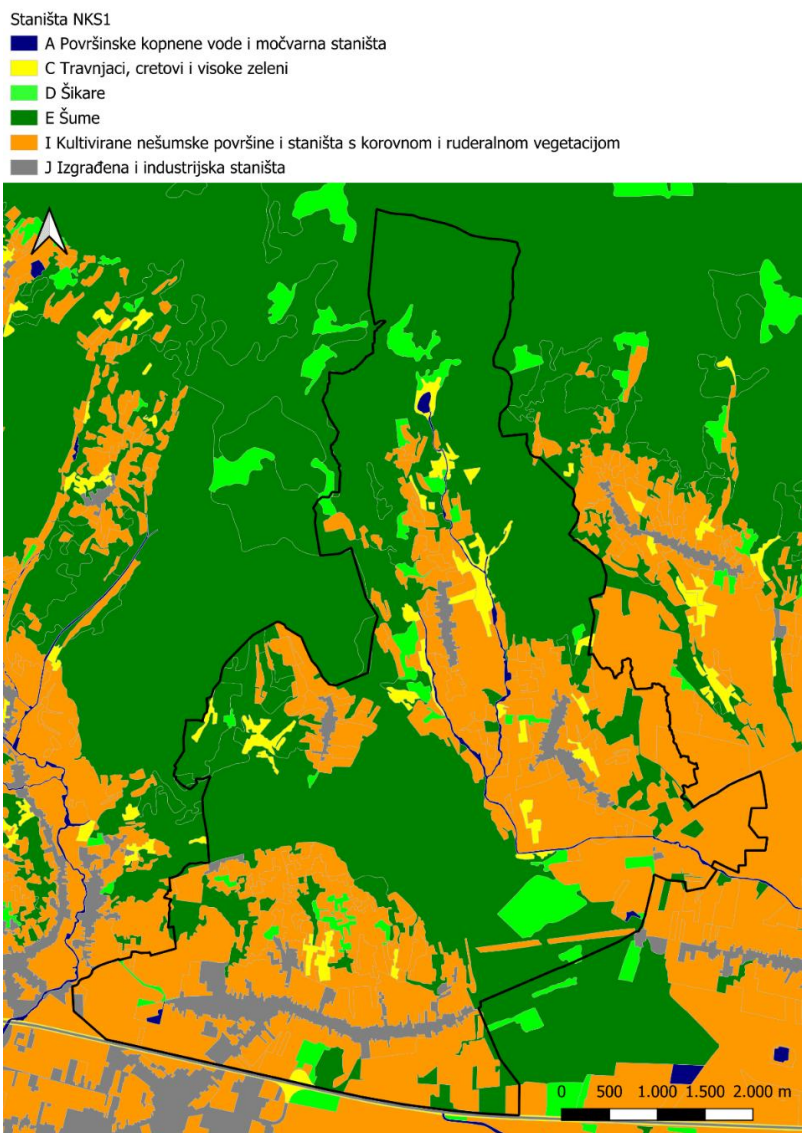 Staništa NKS1
A Površinske kopnene vode i močvarna staništa
C Travnjaci, cretovi i visoke zeleni
D Šikare
E Šume
I Kultivirane nešumske površine i staništa s korovnom i ruderalnom vegetacijom
J Izgrađena i industrijska staništa
0 500 1.000 1.500 2.000 m